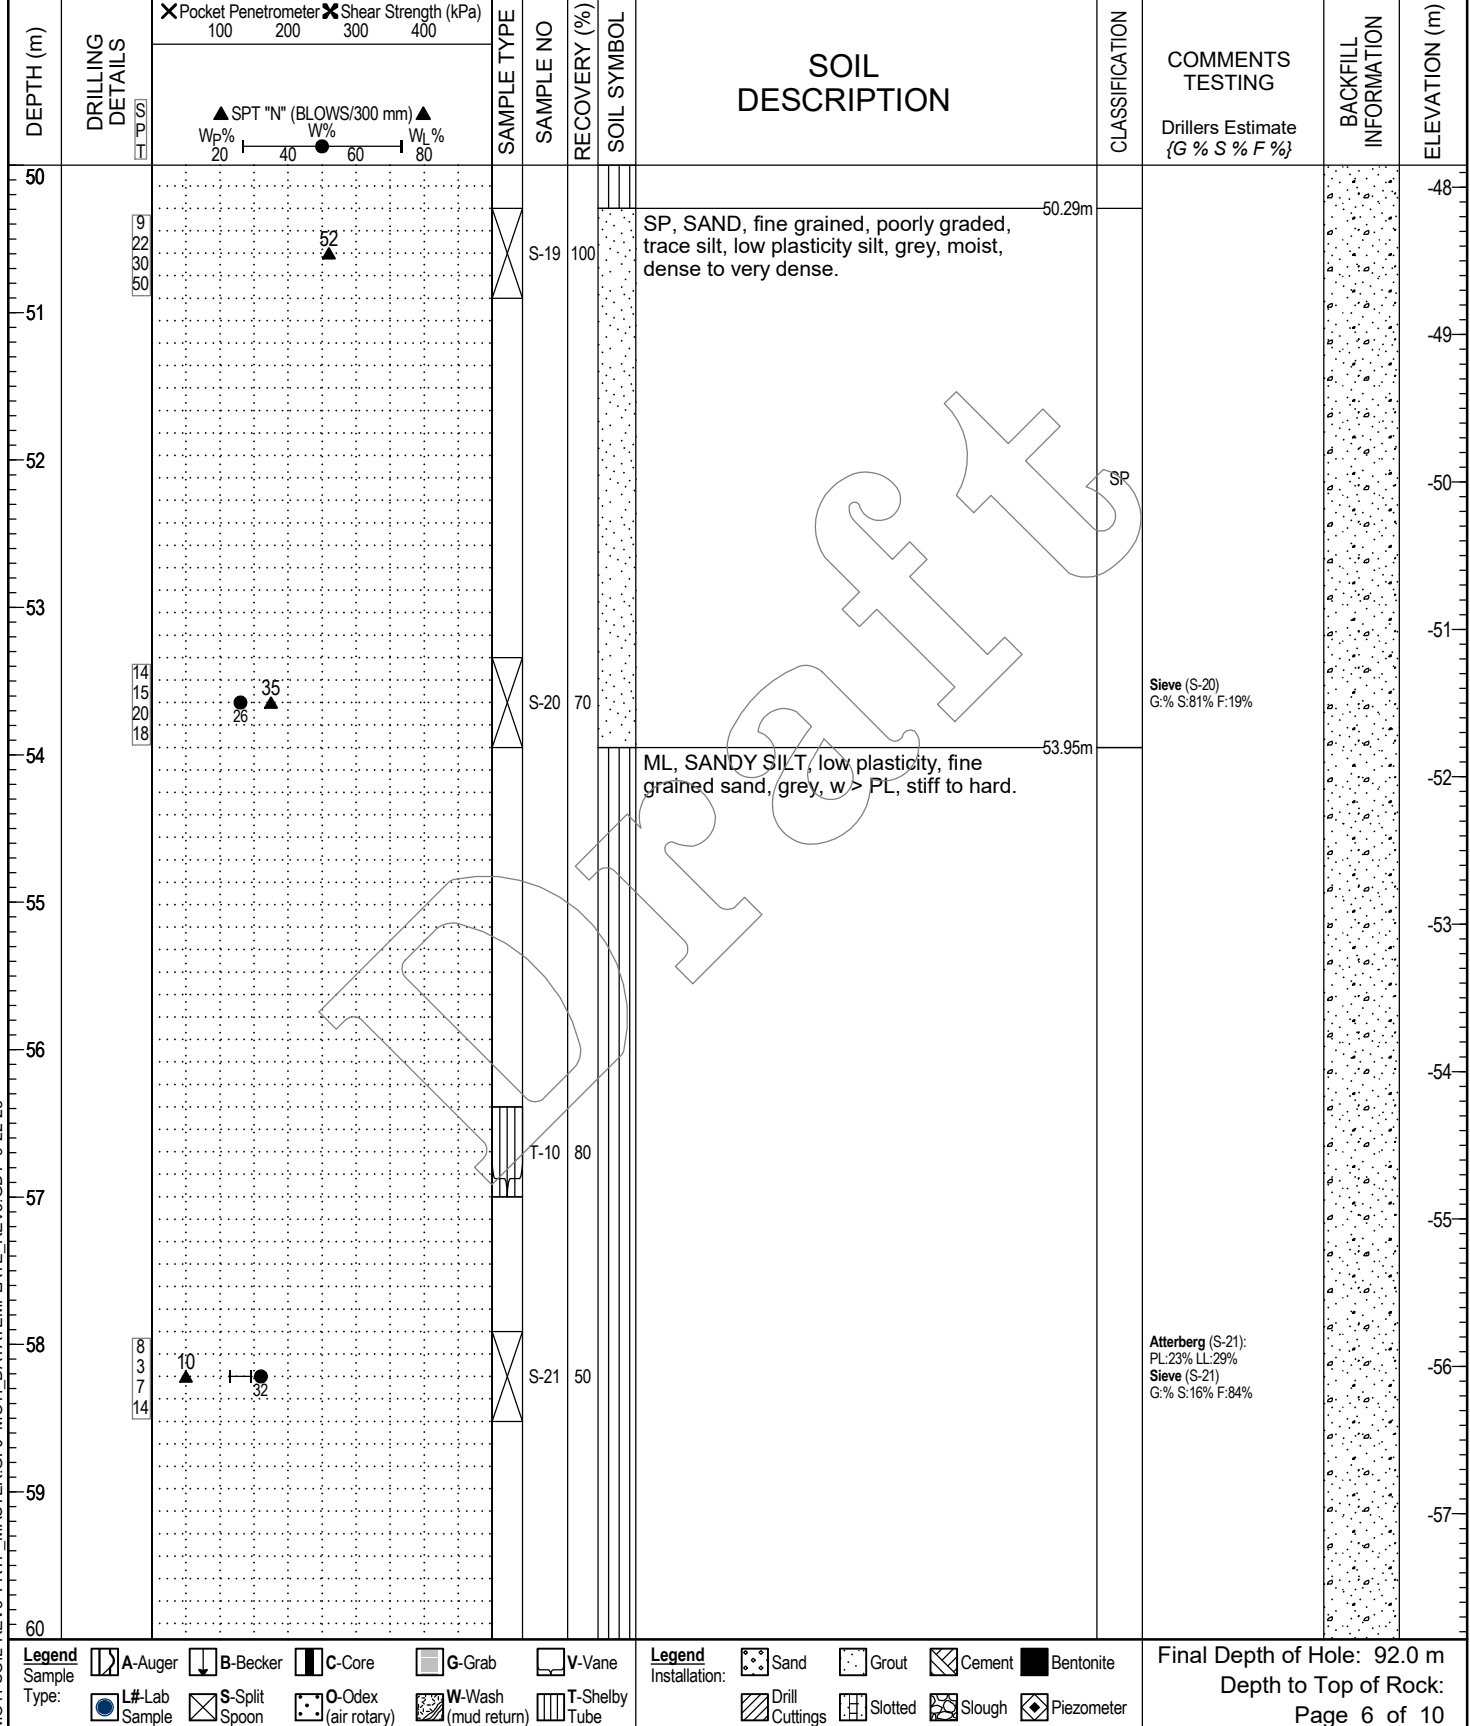 DEPTH (m)
DRILLING
DETAILS
S
P
T
Pocket Penetrometer Shear Strength (kPa)
100 200 300 400
SPT "N" (BLOWS/300 mm)
WP% W% WL%
20 40 60 80
SAMPLE TYPE
SAMPLE NO
RECOVERY (%)
SOIL SYMBOL
SOIL
DESCRIPTION
CLASSIFICATION
COMMENTS
TESTING
Drillers Estimate
{G % S % F %}
BACKFILL
INFORMATION
ELEVATION (m)
50
-48
50.29m
9
22
30
50
52
S-19 100
SP, SAND, fine grained, poorly graded,
trace silt, low plasticity silt, grey, moist,
dense to very dense.
51
-49
52
SP
-50
53
-51
14
15
20
18
35
26
S-20 70
Sieve (S-20)
G:% S:81% F:19%
53.95m
54
ML, SANDY SILT, low plasticity, fine
grained sand, grey, w > PL, stiff to hard.
-52
55
-53
56
-54
T-10 80
57
-55
58
8
3
7
14
10
32
S-21 50
Atterberg (S-21):
PL:23% LL:29%
Sieve (S-21)
G:% S:16% F:84%
-56
59
-57
60
Draft
Legend
Sample
Type:
A-Auger
B-Becker
C-Core
G-Grab
V-Vane
L#-Lab
Sample
S-Split
Spoon
O-Odex
(air rotary)
W-Wash
(mud return)
T-Shelby
Tube
Legend
Installation:
Sand
Grout
Cement
Bentonite
Drill
Cuttings
Slotted
Slough
Piezometer
Final Depth of Hole: 92.0 m
Depth to Top of Rock:
Page 6 of 10